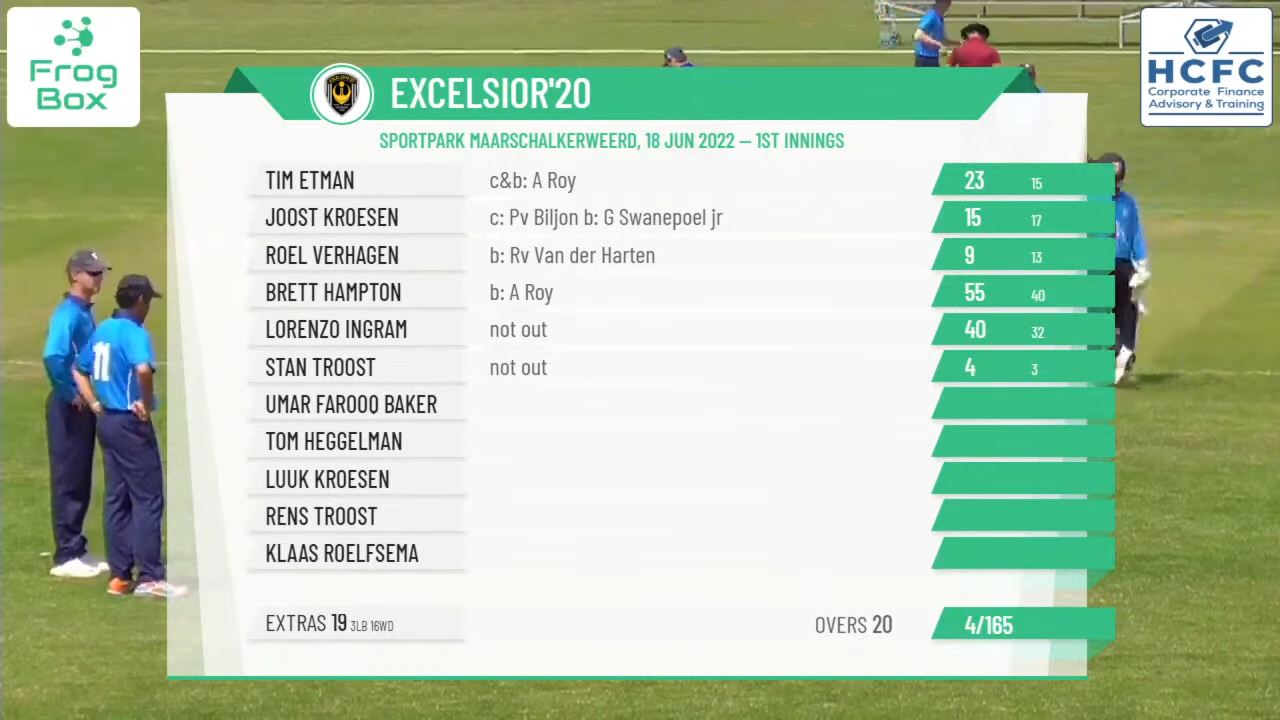 Frog
Box
HCFC
Corporate Finance
Advisory & Training
EXCELSIOR'20
SPORTPARK MAARSCHALKERWEERD, 18 JUN 2022 – 1ST INNINGS
TIM ETMAN c&b: A Roy 23 15
JOOST KROESEN c: Pv Biljon b: G Swanepoel jr 15 17
ROEL VERHAGEN b: Rv Van der Harten 9 13
BRETT HAMPTON b: A Roy 55 40
LORENZO INGRAM not out 40 32
STAN TROOST not out 4 3
UMAR FAROOQ BAKER
TOM HEGGELMAN
LUUK KROESEN
RENS TROOST
KLAAS ROELFSEMA
EXTRAS 19 3LB 16WD OVERS 20 4/165
11